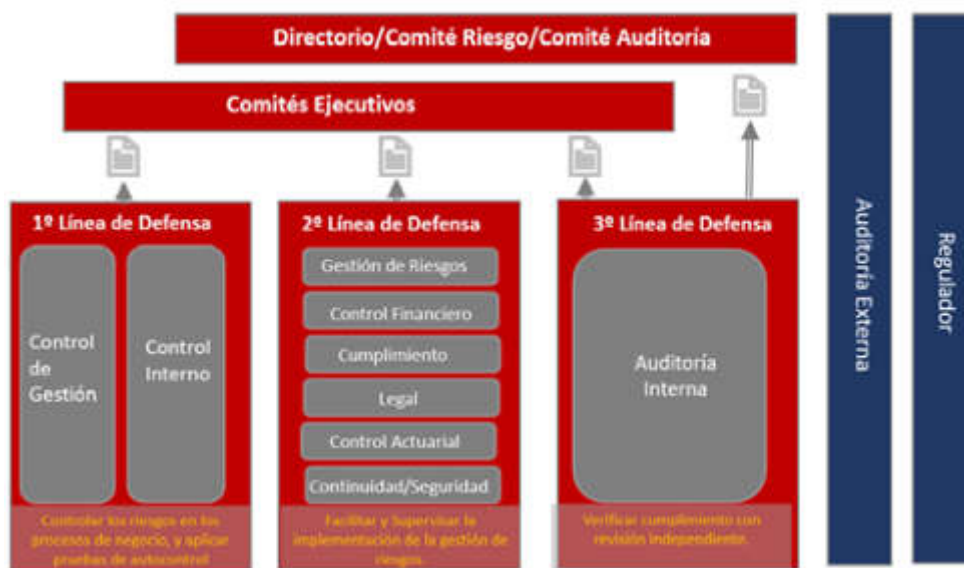 Directorio/Comité Riesgo/Comité Auditoría
Comités Ejecutivos
1º Línea de Defensa
Control
de
Gestión
Control
Interno
Controlar los riesgos en los
procesos de negocio, y aplicar
pruebas de autocontrol
2º Línea de Defensa
Gestión de Riesgos
Control Financiero
Cumplimiento
Legal
Control Actuarial
Continuidad/Seguridad
Facilitar y Supervisar la
implementación de la gestión de
riesgos.
3º Línea de Defensa
Auditoría
Interna
Verificar cumplimiento con
revisión independiente.
Auditoría Externa
Regulador